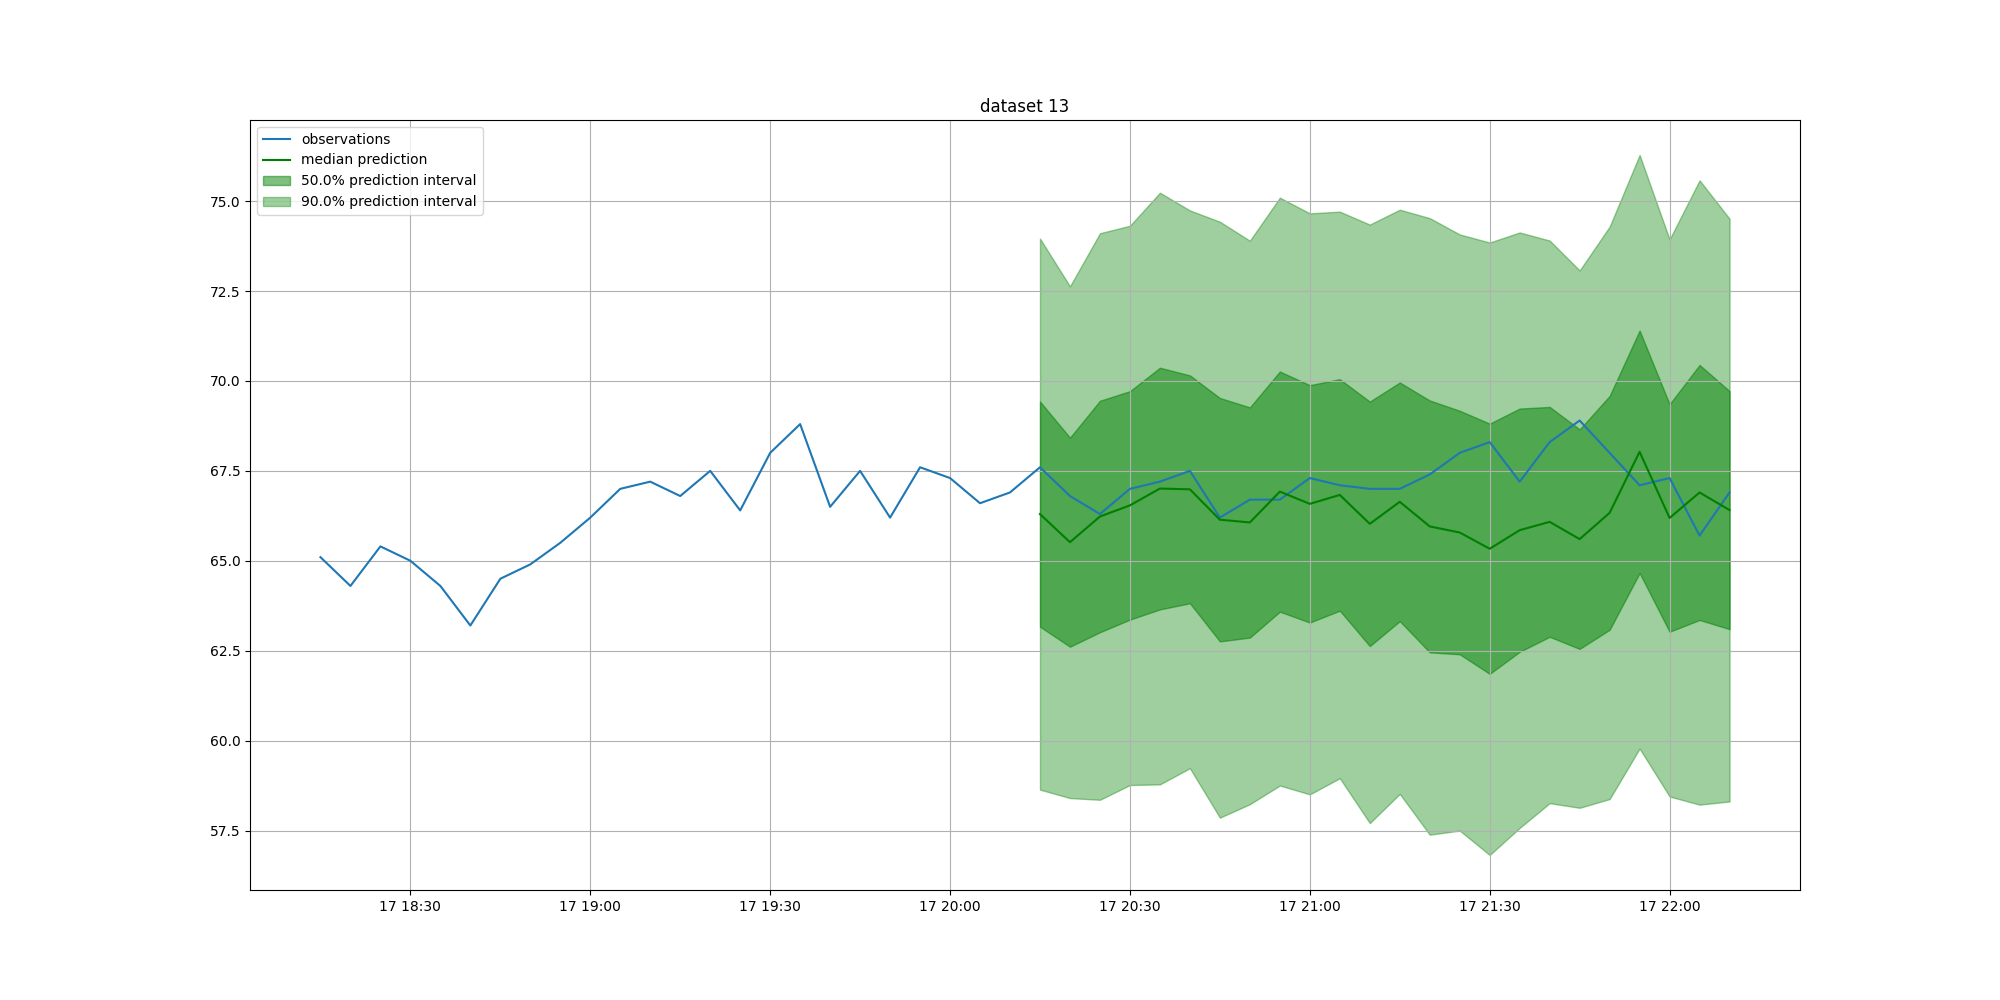 dataset 13
observations
median prediction
50.0% prediction interval
90.0% prediction interval
75.0
72.5
70.0
67.5
65.0
62.5
60.0
57.5
17 18:30 17 19:00 17 19:30 17 20:00 17 20:30 17 21:00 17 21:30 17 22:00